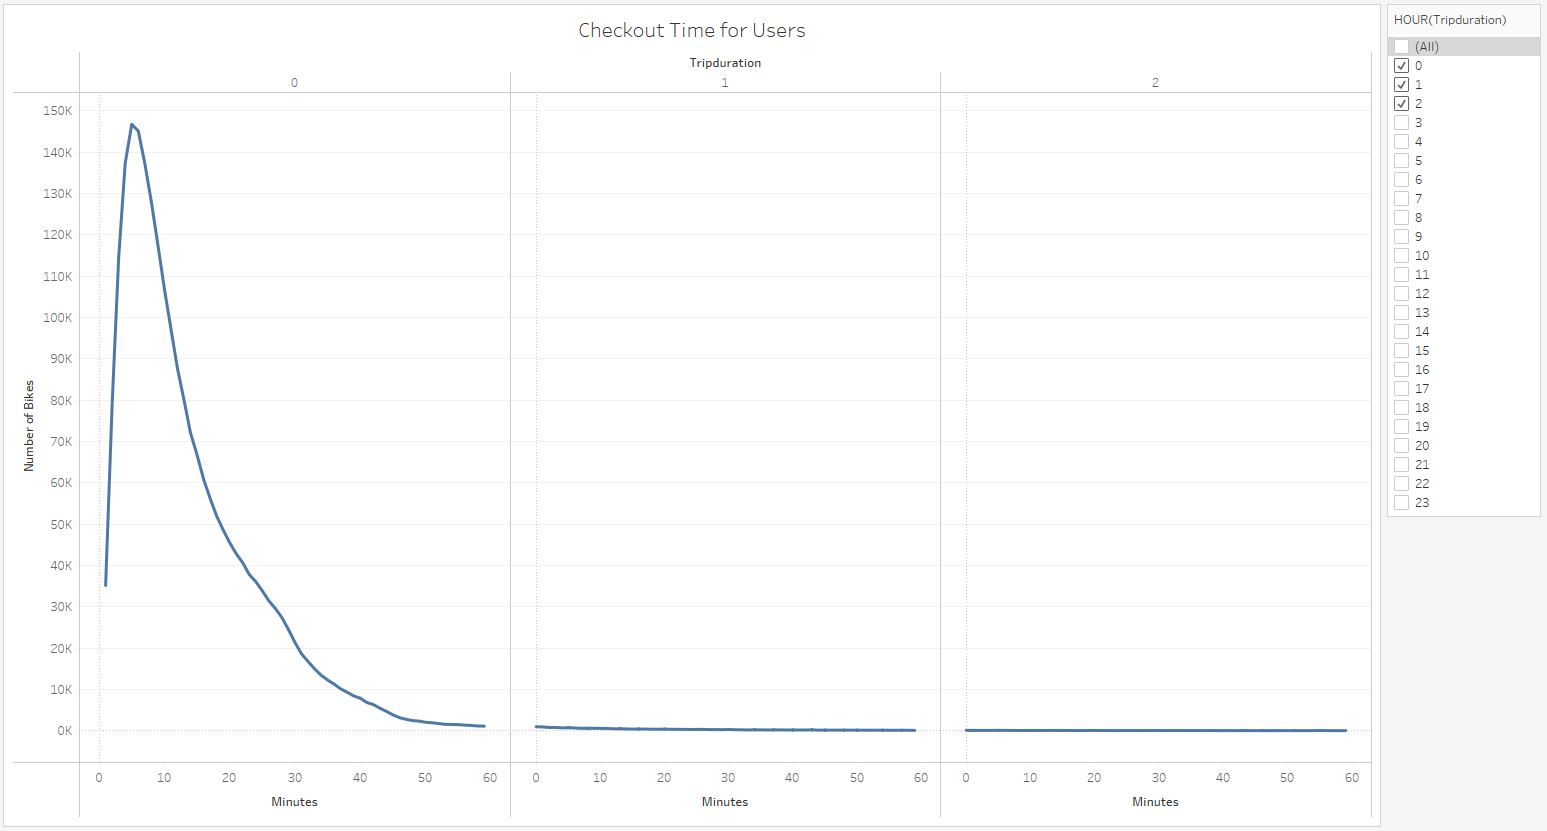 Checkout Time for Users
Tripduration
0 1 2
150K
140K
130K
120K
110K
100K
90K
80K
70K
60K
50K
40K
30K
20K
10K
0K
Number of Bikes
0 10 20 30 40 50 60 0 10 20 30 40 50 60 0 10 20 30 40 50 60
Minutes Minutes Minutes
HOUR(Tripduration)
(All)
0
1
2
3
4
5
6
7
8
9
10
11
12
13
14
15
16
17
18
19
20
21
22
23